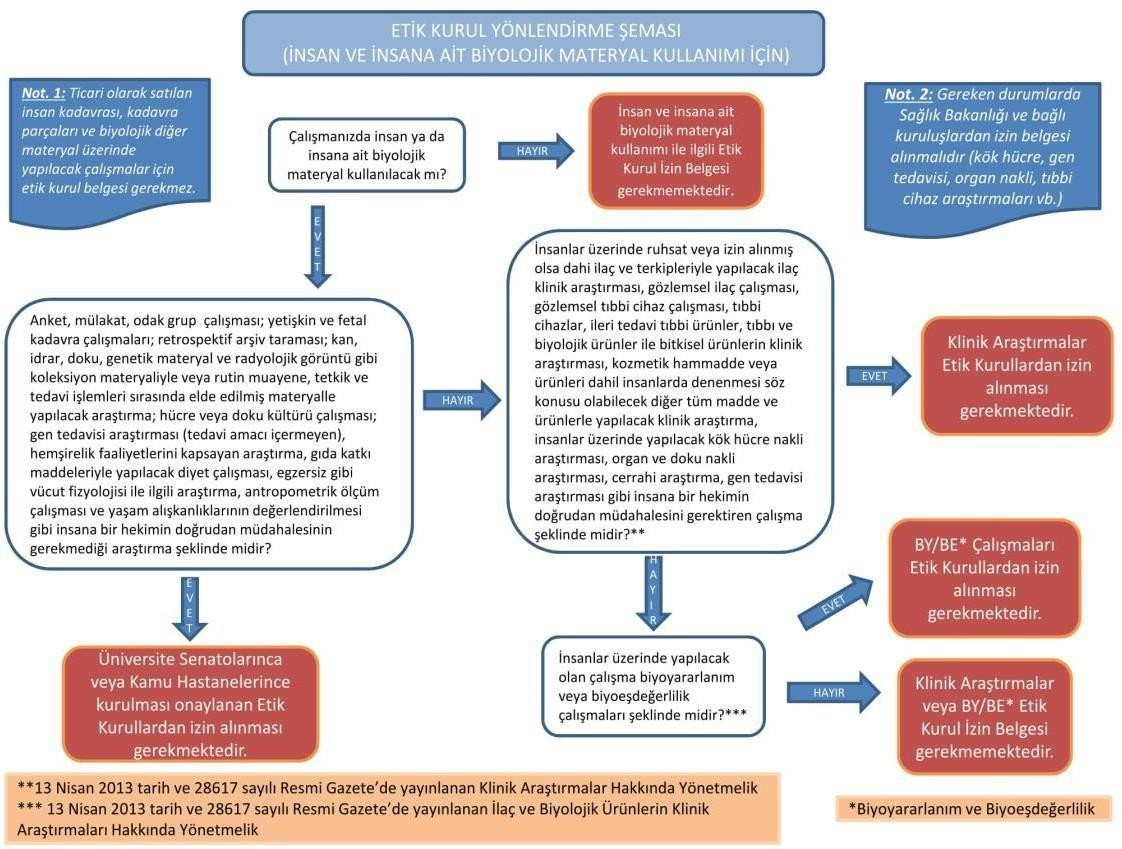 ETİK KURUL YÖNLENDİRME ŞEMASI
(İNSAN VE İNSANA AİT BİYOLOJİK MATERYAL KULLANIMI İÇİN)
Not. 1: Ticari olarak satılan
insan kadavrası, kadavra
parçaları ve biyolojik diğer
materyal üzerinde
yapılacak çalışmalar için
etik kurul belgesi gerekmez.
Çalışmanızda insan ya da
insana ait biyolojik
materyal kullanılacak mı?
HAYIR
İnsan ve insana ait
biyolojik materyal
kullanımı ile ilgili Etik
Kurul İzin Belgesi
gerekmemektedir.
Not. 2: Gereken durumlarda
Sağlık Bakanlığı ve bağlı
kuruluşlardan izin belgesi
alınmalıdır (kök hücre, gen
tedavisi, organ nakli, tıbbi
cihaz araştırmaları vb.)
EVET
Anket, mülakat, odak grup çalışması; yetişkin ve fetal
kadavra çalışmaları; retrospektif arşiv taraması; kan,
idrar, doku, genetik materyal ve radyolojik görüntü gibi
koleksiyon materyaliyle veya rutin muayene, tetkik ve
tedavi işlemleri sırasında elde edilmiş materyalle
yapılacak araştırma; hücre veya doku kültürü çalışması;
gen tedavisi araştırması (tedavi amacı içermeyen),
hemşirelik faaliyetlerini kapsayan araştırma, gıda katkı
maddeleriyle yapılacak diyet çalışması, egzersiz gibi
vücut fizyolojisi ile ilgili araştırma, antropometrik ölçüm
çalışması ve yaşam alışkanlıklarının değerlendirilmesi
gibi insana bir hekimin doğrudan müdahalesinin
gerekmediği araştırma şeklinde midir?
HAYIR
İnsanlar üzerinde ruhsat veya izin alınmış
olsa dahi ilaç ve terkipleriyle yapılacak ilaç
klinik araştırması, gözlemsel ilaç çalışması,
gözlemsel tıbbi cihaz çalışması, tıbbi
cihazlar, ileri tedavi tıbbi ürünler, tıbbı ve
biyolojik ürünler ile bitkisel ürünlerin klinik
araştırması, kozmetik hammadde veya
ürünleri dahil insanlarda denenmesi söz
konusu olabilecek diğer tüm madde ve
ürünlerle yapılacak klinik araştırma,
insanlar üzerinde yapılacak kök hücre nakli
araştırması, organ ve doku nakli
araştırması, cerrahi araştırma, gen tedavisi
araştırması gibi insana bir hekimin
doğrudan müdahalesini gerektiren çalışma
şeklinde midir?**
EVET
Klinik Araştırmalar
Etik Kurullardan izin
alınması
gerekmektedir.
EVET
Üniversite Senatolarınca
veya Kamu Hastanelerince
kurulması onaylanan Etik
Kurullardan izin alınması
gerekmektedir.
HAYIR
İnsanlar üzerinde yapılacak
olan çalışma biyoyararlanım
veya biyoeşdeğerlilik
çalışmaları şeklinde midir?***
EVET
BY/BE* Çalışmaları
Etik Kurullardan izin
alınması
gerekmektedir.
HAYIR
Klinik Araştırmalar
veya BY/BE* Etik
Kurul İzin Belgesi
gerekmemektedir.
**13 Nisan 2013 tarih ve 28617 sayılı Resmi Gazete’de yayınlanan Klinik Araştırmalar Hakkında Yönetmelik
*** 13 Nisan 2013 tarih ve 28617 sayılı Resmi Gazete’de yayınlanan İlaç ve Biyolojik Ürünlerin Klinik
Araştırmaları Hakkında Yönetmelik
*Biyoyararlanım ve Biyoeşdeğerlilik